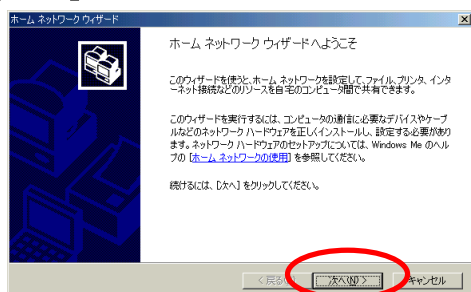 ホーム ネットワーク ウィザード
ホーム ネットワーク ウィザードへようこそ
このウィザードを使うと、ホーム ネットワークを設定して、ファイル、プリンタ、インタ
ーネット接続などのリソースを自宅のコンピュータ間で共有できます。
このウィザードを実行するには、コンピュータの通信に必要なデバイスやケーブ
ルなどのネットワーク ハードウェアを正しくインストールし、設定する必要があり
ます。ネットワーク ハードウェアのセットアップについては、Windows Me のヘル
プの [ホーム ネットワークの使用] を参照してください。
続けるには、[次へ] をクリックしてください。
< 戻る 次へ(N) > キャンセル